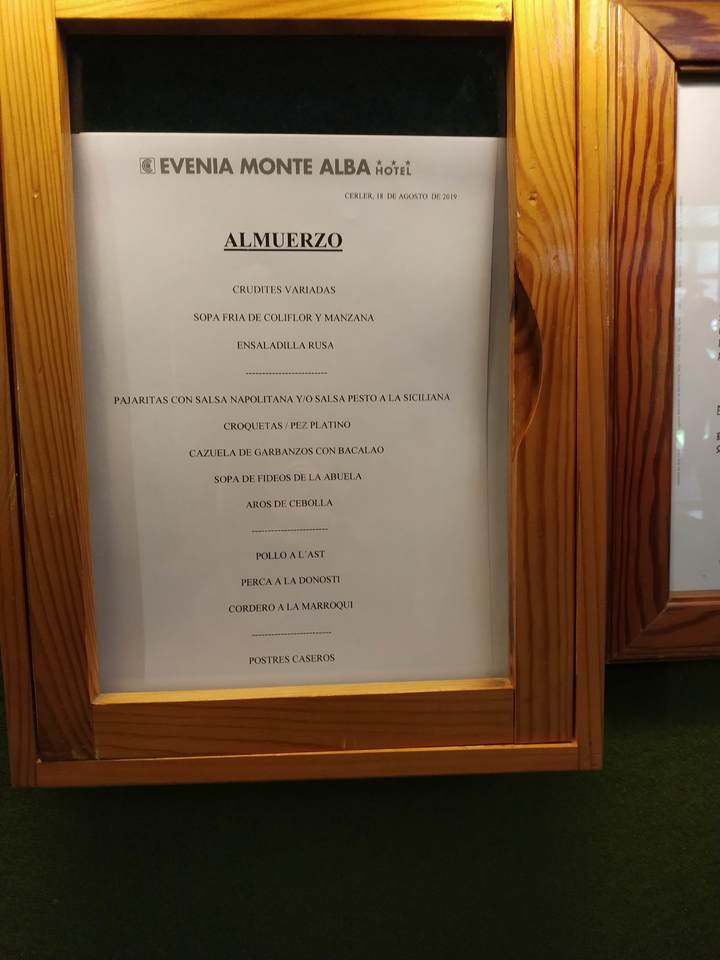 EVENIA MONTE ALBA HOTEL
CERLER, 18 DE AGOSTO DE 2019
ALMUERZO
CRUDITES VARIADAS
SOPA FRIA DE COLIFLOR Y MANZANA
ENSALADILLA RUSA
-------------------------
PAJARITAS CON SALSA NAPOLITANA Y/O SALSA PESTO A LA SICILIANA
CROQUETAS / PEZ PLATINO
CAZUELA DE GARBANZOS CON BACALAO
SOPA DE FIDEOS DE LA ABUELA
AROS DE CEBOLLA
-------------------------
POLLO A L´AST
PERCA A LA DONOSTI
CORDERO A LA MARROQUI
-------------------------
POSTRES CASEROS